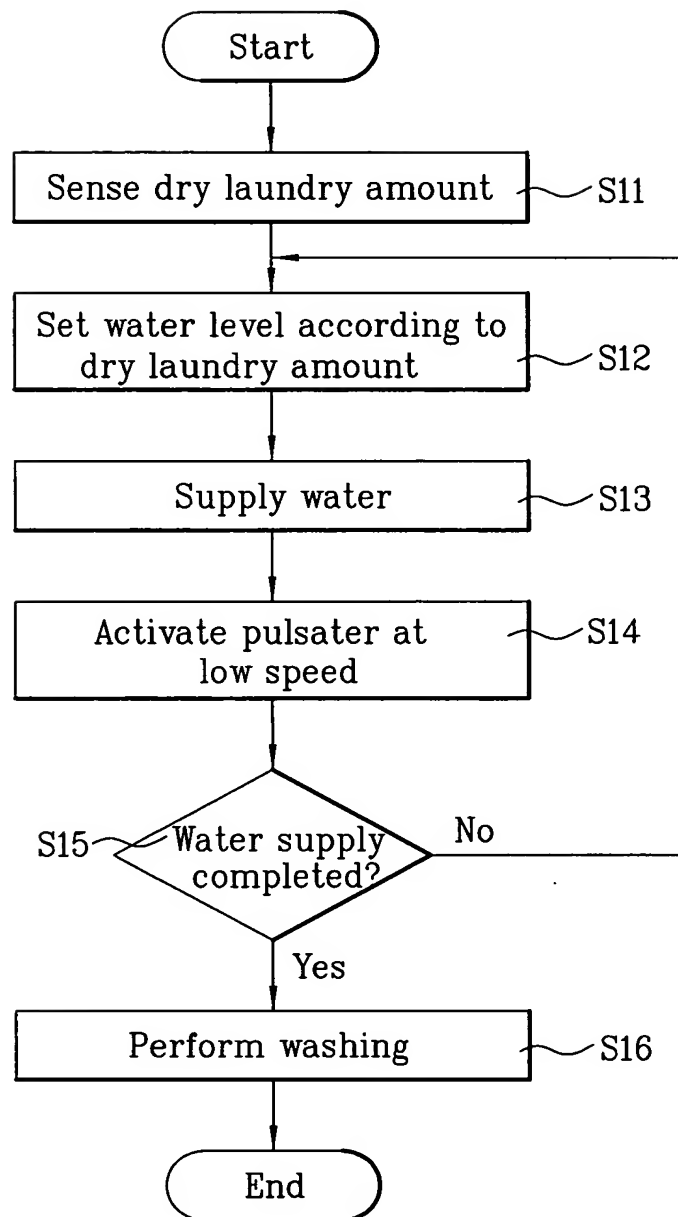 Start
Sense dry laundry amount
S11
Set water level according to
dry laundry amount
S12
Supply water
S13
Activate pulsater at
low speed
S14
S15
Water supply
completed?
No
Yes
Perform washing
S16
End